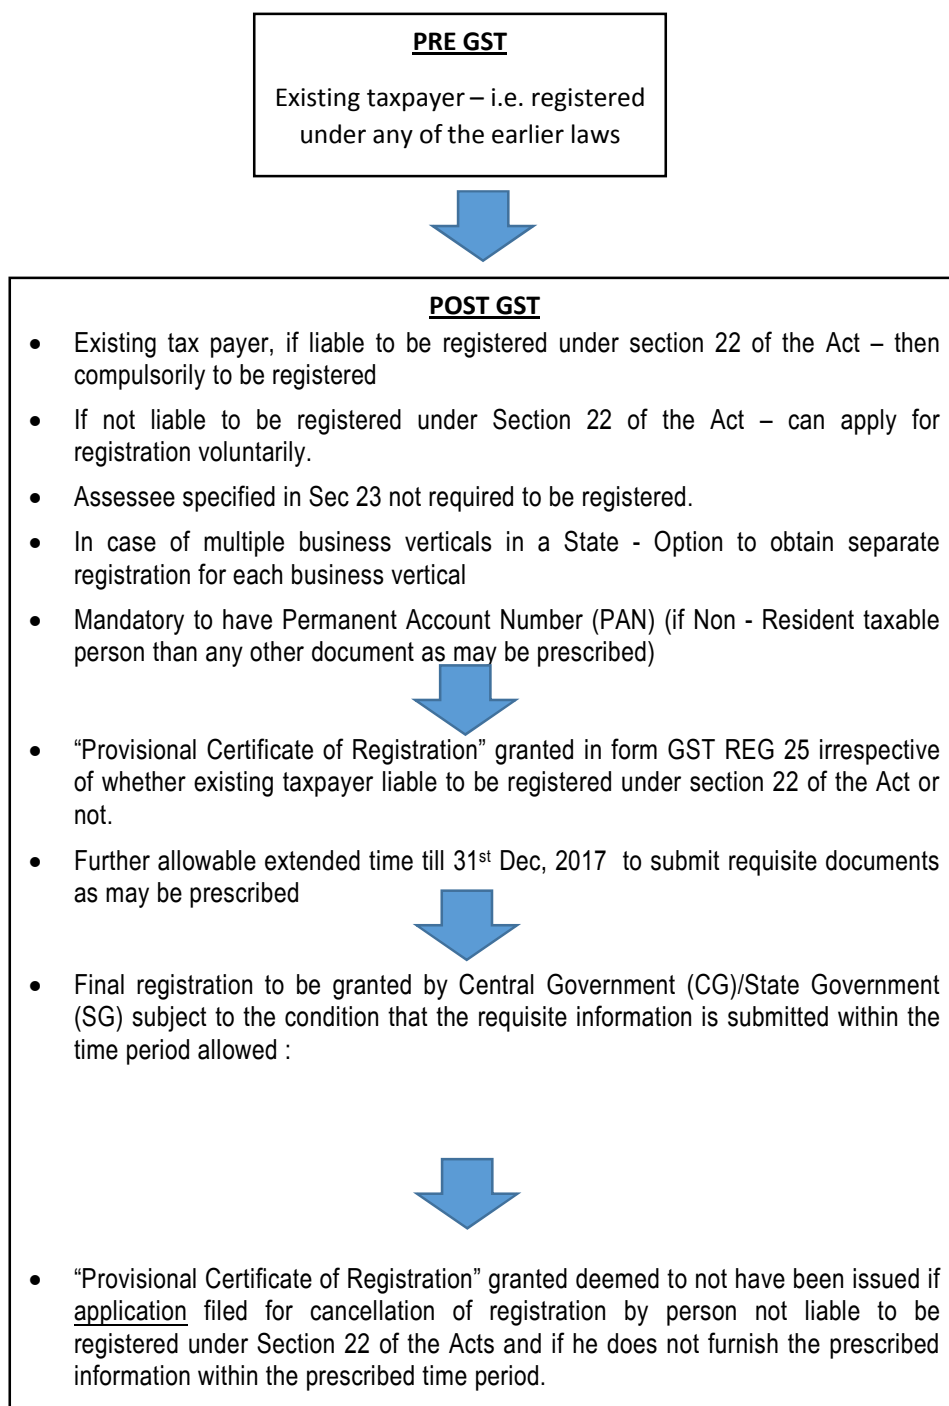 PRE GST
Existing taxpayer – i.e. registered
under any of the earlier laws
POST GST
• Existing tax payer, if liable to be registered under section 22 of the Act – then
compulsorily to be registered
• If not liable to be registered under Section 22 of the Act – can apply for
registration voluntarily.
• Assessee specified in Sec 23 not required to be registered.
• In case of multiple business verticals in a State - Option to obtain separate
registration for each business vertical
• Mandatory to have Permanent Account Number (PAN) (if Non - Resident taxable
person than any other document as may be prescribed)
• “Provisional Certificate of Registration” granted in form GST REG 25 irrespective
of whether existing taxpayer liable to be registered under section 22 of the Act or
not.
• Further allowable extended time till 31st Dec, 2017 to submit requisite documents
as may be prescribed
• Final registration to be granted by Central Government (CG)/State Government
(SG) subject to the condition that the requisite information is submitted within the
time period allowed :
• “Provisional Certificate of Registration” granted deemed to not have been issued if
application filed for cancellation of registration by person not liable to be
registered under Section 22 of the Acts and if he does not furnish the prescribed
information within the prescribed time period.